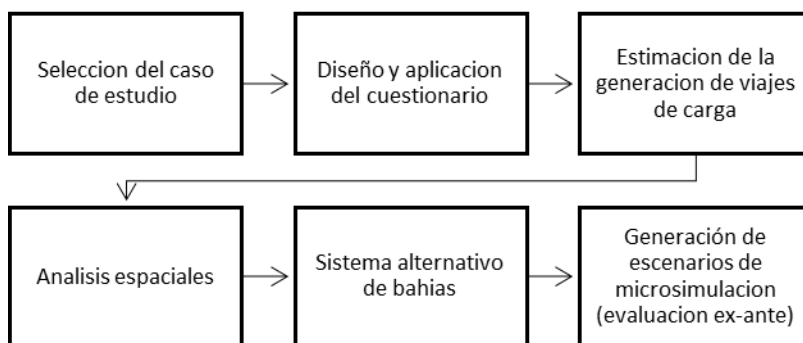 Seleccion del caso
de estudio
Diseño y aplicacion
del cuestionario
Estimacion de la
generacion de viajes
de carga
Analisis espaciales
Sistema alternativo
de bahias
Generación de
escenarios de
microsimulacion
(evaluacion ex-ante)